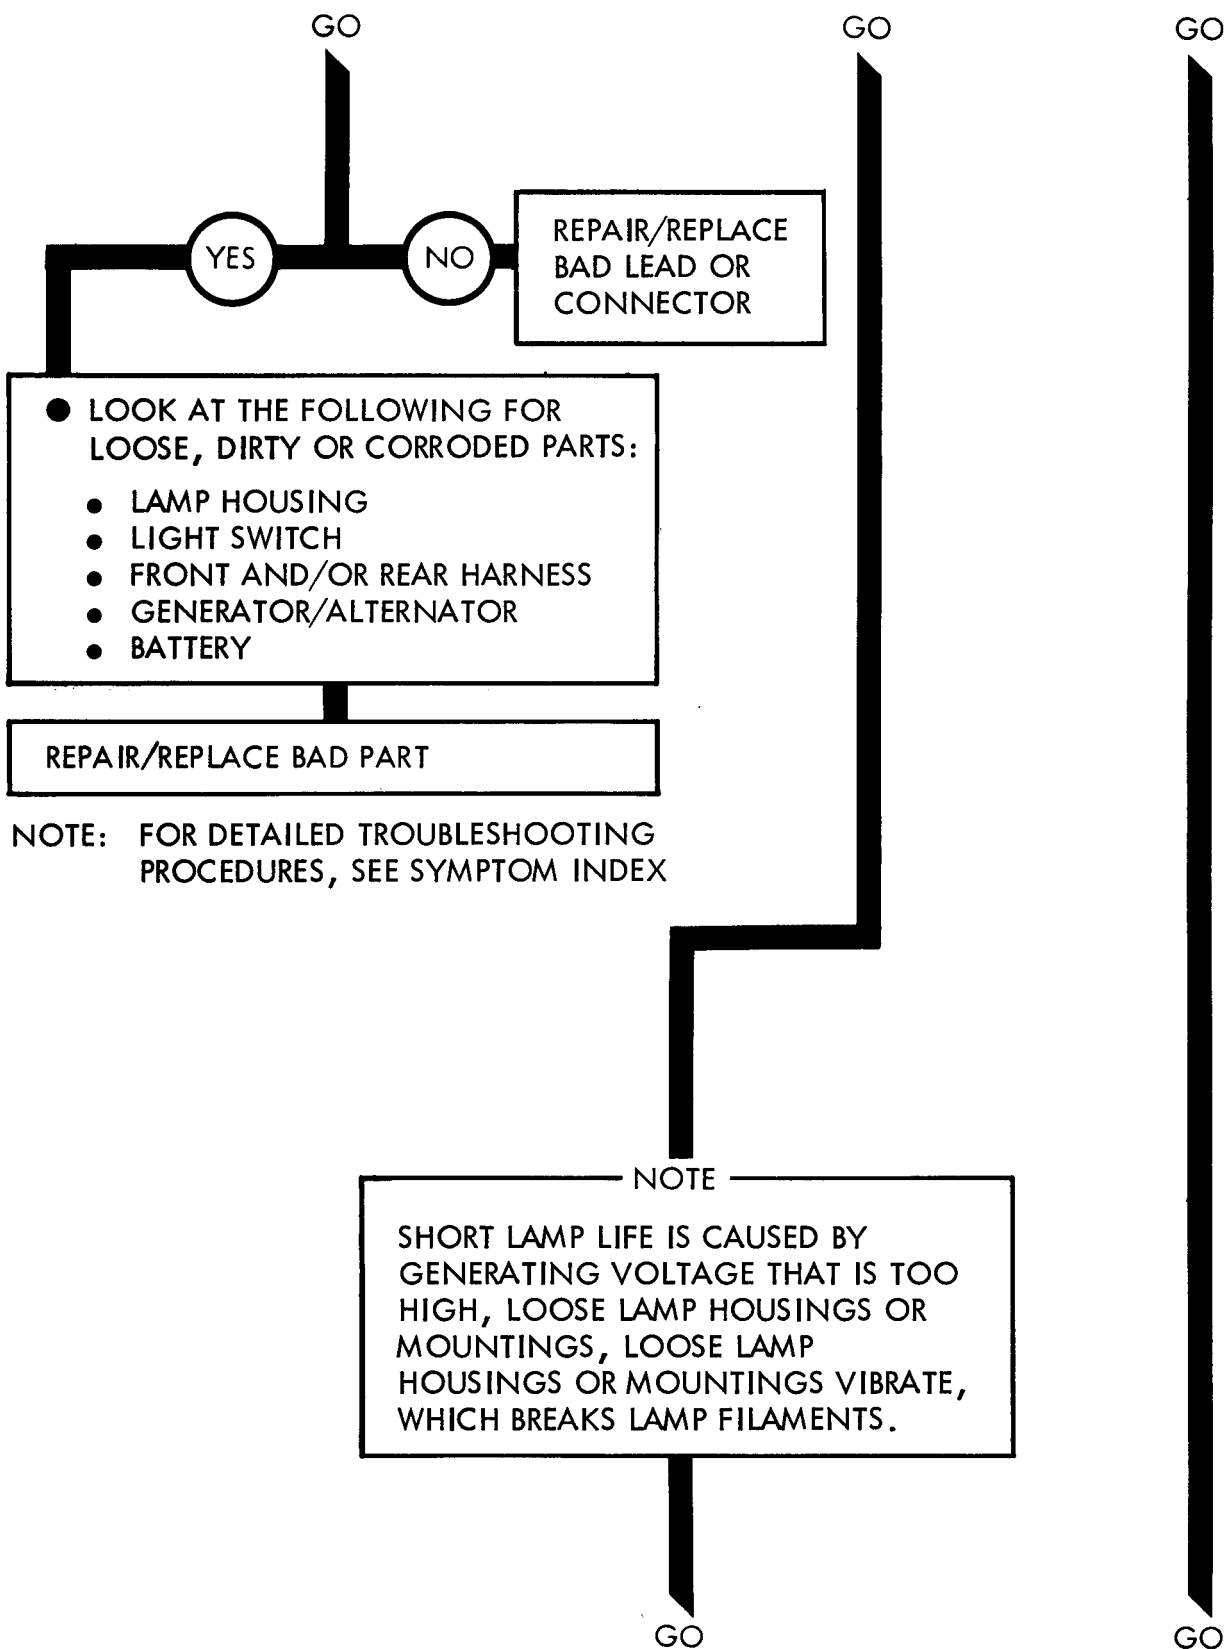 GO
GO
GO
YES
NO
REPAIR/REPLACE
BAD LEAD OR
CONNECTOR
● LOOK AT THE FOLLOWING FOR
LOOSE, DIRTY OR CORRODED PARTS:
● LAMP HOUSING
● LIGHT SWITCH
● FRONT AND/OR REAR HARNESS
● GENERATOR/ALTERNATOR
● BATTERY
REPAIR/REPLACE BAD PART
NOTE: FOR DETAILED TROUBLESHOOTING
PROCEDURES, SEE SYMPTOM INDEX
NOTE
SHORT LAMP LIFE IS CAUSED BY
GENERATING VOLTAGE THAT IS TOO
HIGH, LOOSE LAMP HOUSINGS OR
MOUNTINGS, LOOSE LAMP
HOUSINGS OR MOUNTINGS VIBRATE,
WHICH BREAKS LAMP FILAMENTS.
GO
GO